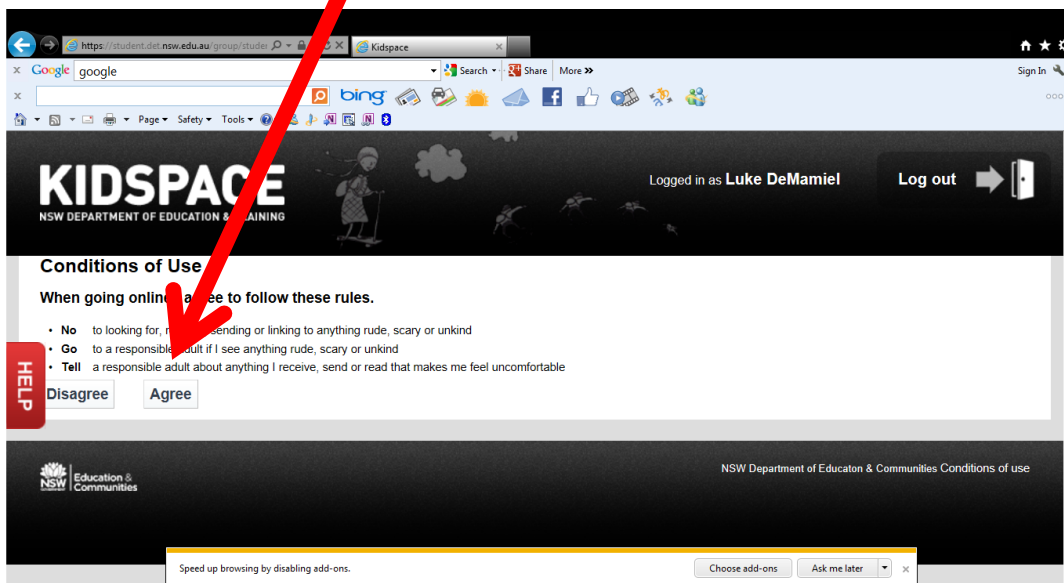 https://student.det.nsw.edu.au/group/studer
Kidspace
Google google Search Share More »
Sign In
bing
Page Safety Tools
KIDSPACE
NSW DEPARTMENT OF EDUCATION & AINING
Logged in as Luke DeMamiel
Log out
Conditions of Use
When going online a ee to follow these rules.
No to looking for, sending or linking to anything rude, scary or unkind
Go to a responsible adult if I see anything rude, scary or unkind
Tell a responsible adult about anything I receive, send or read that makes me feel uncomfortable
HELP
Disagree Agree
NSW Education & Communities
NSW Department of Educaton & Communities Conditions of use
Speed up browsing by disabling add-ons.
Choose add-ons Ask me later